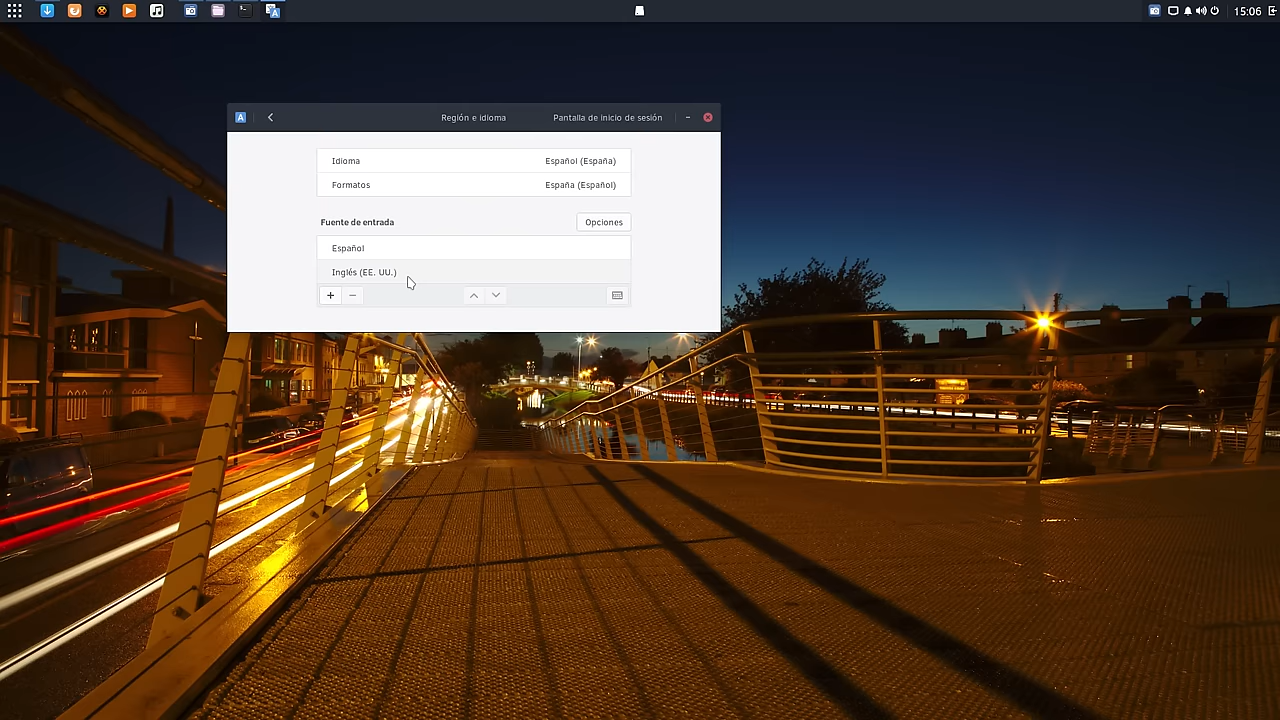 15:06
Región e idioma
Pantalla de inicio de sesión
Idioma
Español (España)
Formatos
España (Español)
Fuente de entrada
Opciones
Español
Inglés (EE. UU.)